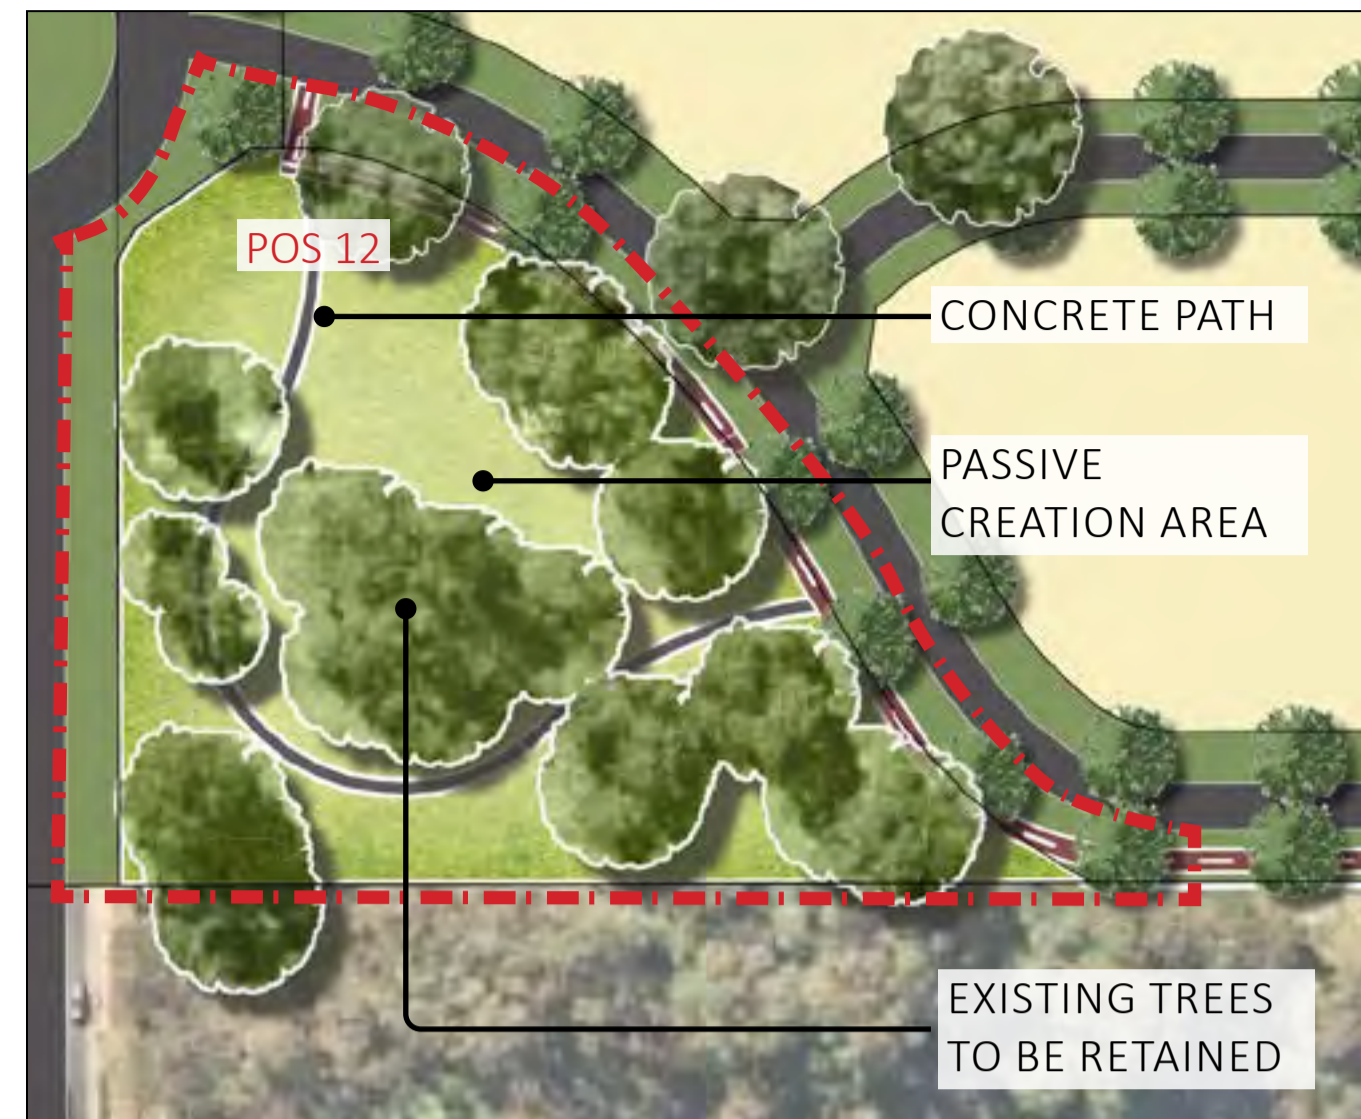 POS 12
CONCRETE PATH
PASSIVE
CREATION AREA
EXISTING TREES
TO BE RETAINED